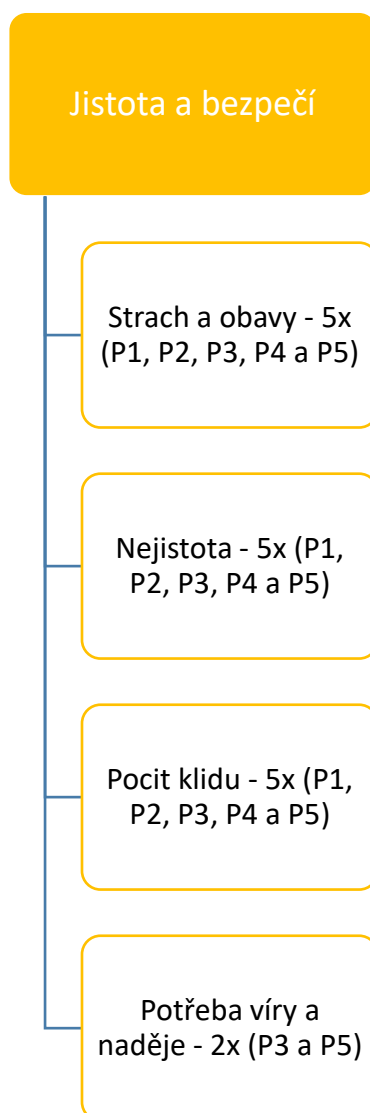 Jistota a bezpečí
Strach a obavy - 5x
(P1, P2, P3, P4 a P5)
Nejistota - 5x (P1,
P2, P3, P4 a P5)
Pocit klidu - 5x (P1,
P2, P3, P4 a P5)
Potřeba víry a
naděje - 2x (P3 a P5)